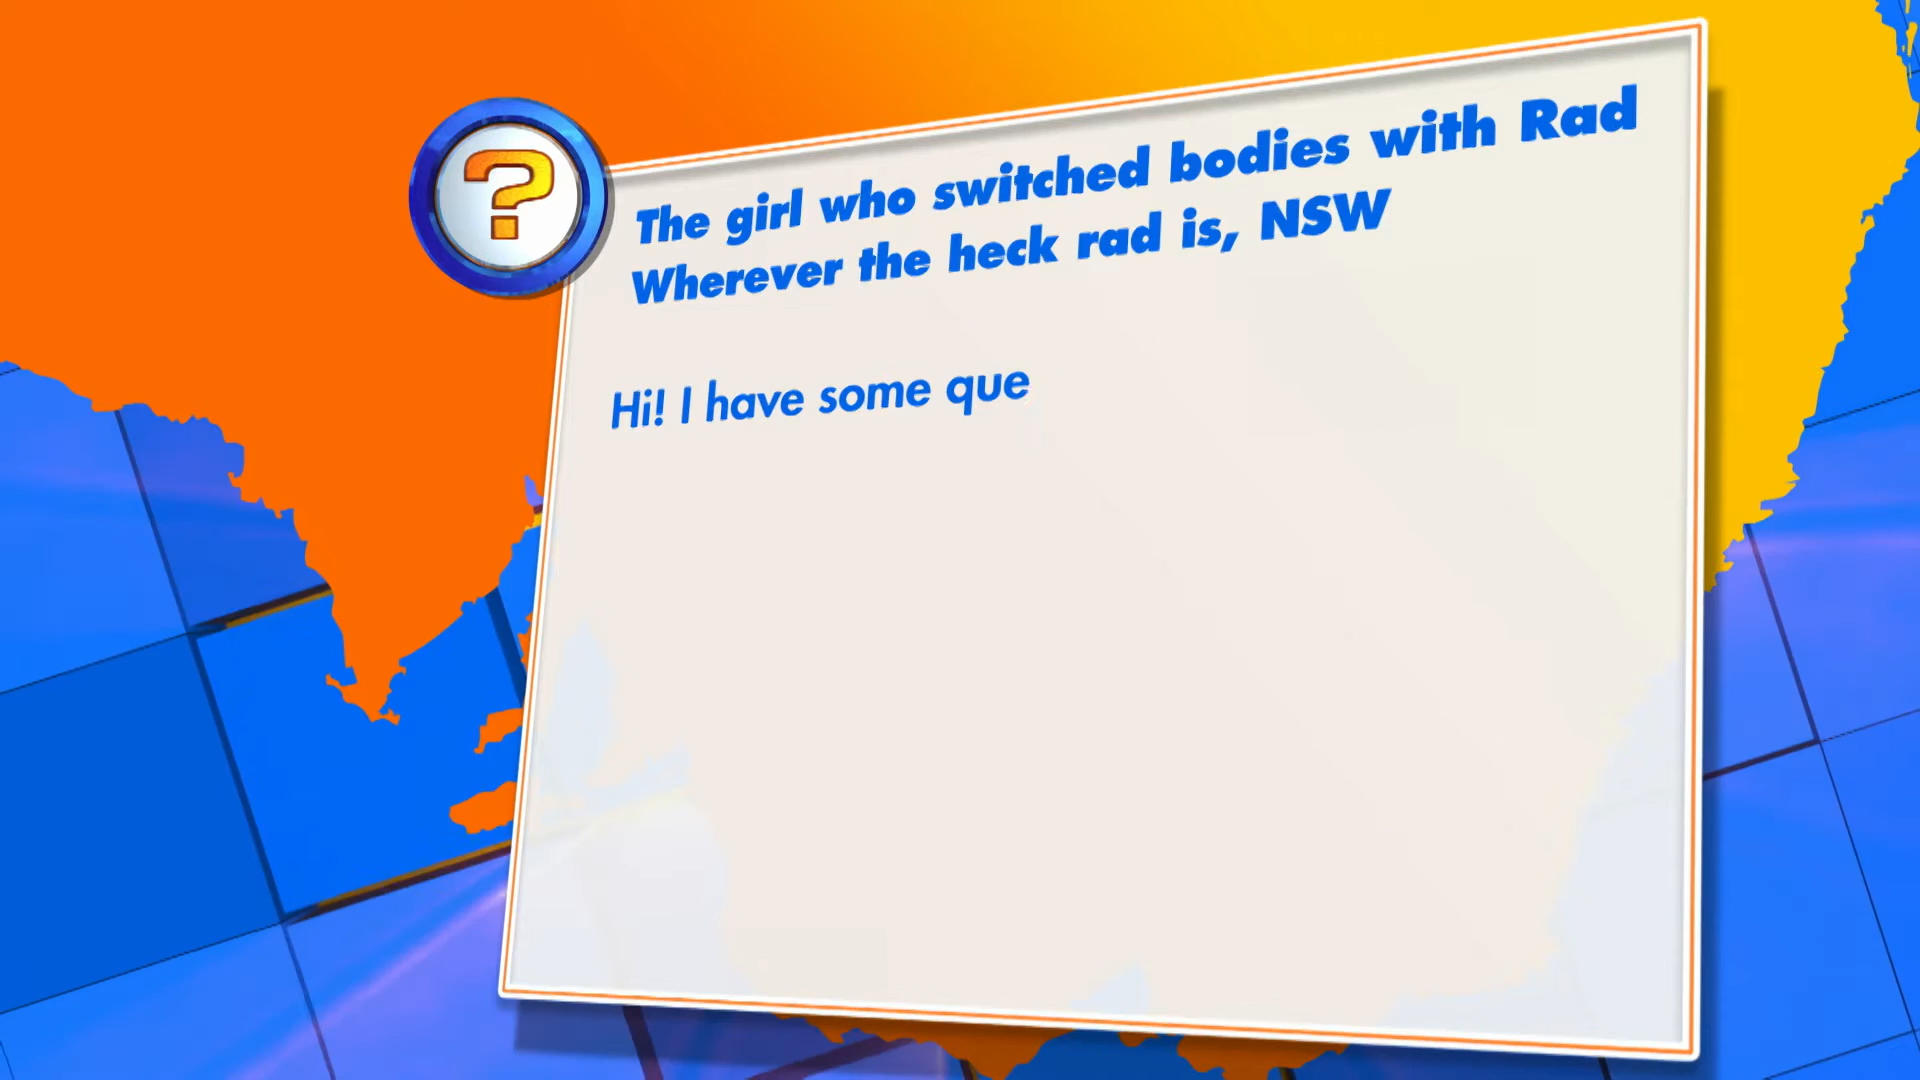 ?
The girl who switched bodies with Rad
Wherever the heck rad is, NSW
Hi! I have some que